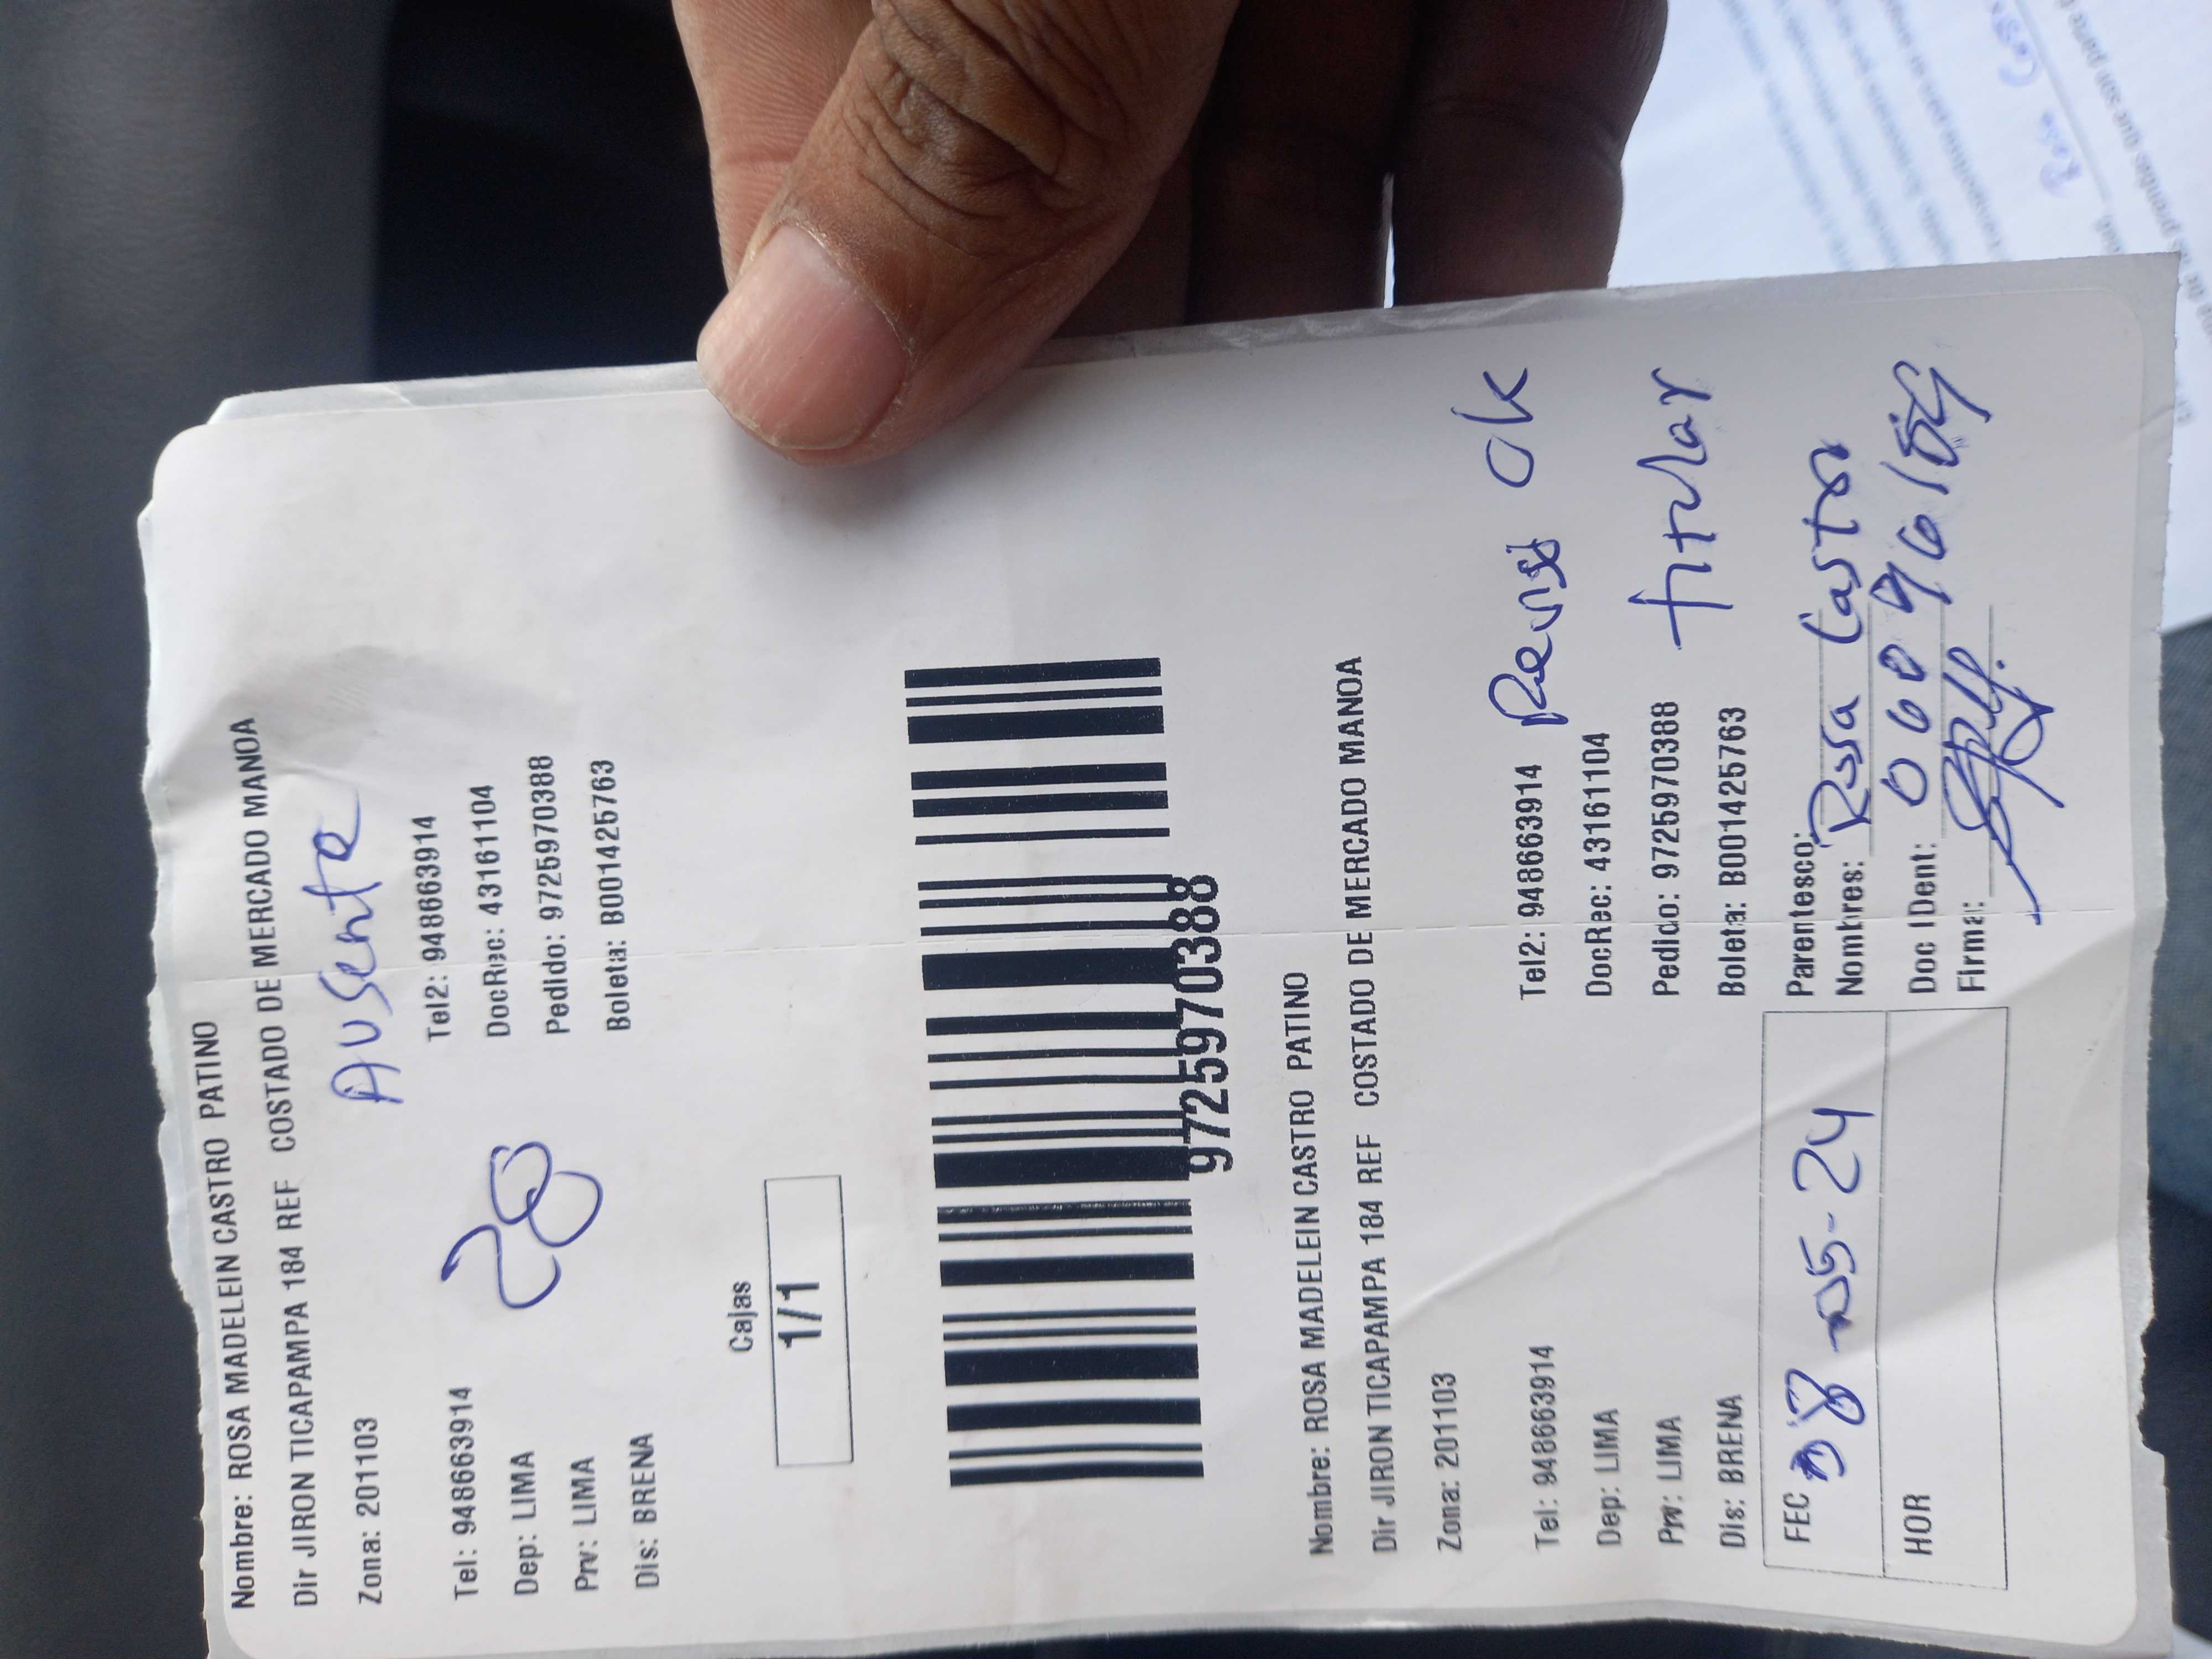 Nombre: ROSA MADELEIN CASTRO PATINO
Dir JIRON TICAPAMPA 184 REF COSTADO DE MERCADO MANOA
Zona: 201103
Ausente
Tel: 948663914
Tel2: 948663914
28
Dep: LIMA
DocRec: 43161104
Prv: LIMA
Pedido: 9725970388
Dis: BRENA
Boleta: B001425763
Cajas
1/1
9725970388
Nombre: ROSA MADELEIN CASTRO PATINO
Dir JIRON TICAPAMPA 184 REF COSTADO DE MERCADO MANOA
Zona: 201103
Tel: 948663914
Tel2: 948663914 Revisé ok
Dep: LIMA
DocRec: 43161104
Prv: LIMA
Pedido: 9725970388 titular
Dis: BRENA
Boleta: B001425763
FEC 08-05-24
Parentesco:
Nombres: Rosa Castro
HOR
Doc IDent:
Firma: